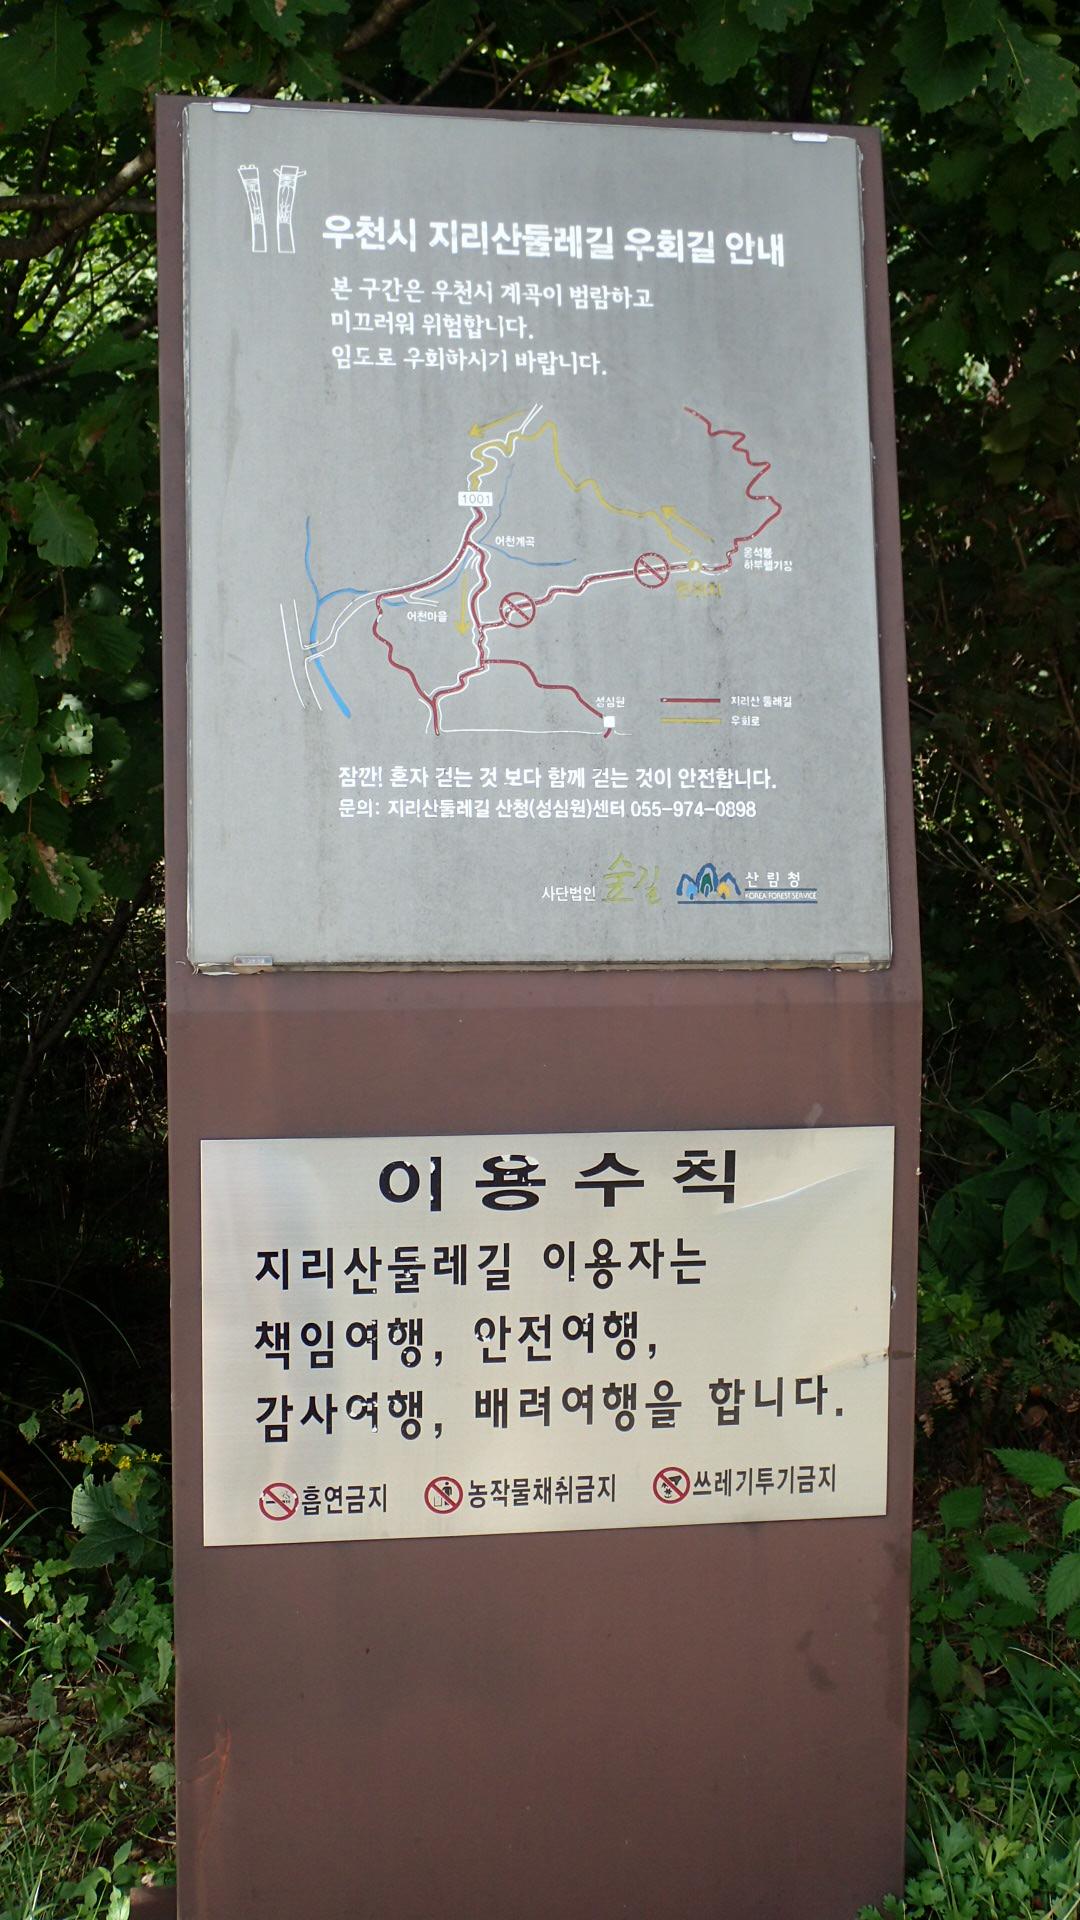 우천시 지리산둘레길 우회길 안내
본 구간은 우천시 계곡이 범람하고
미끄러워 위험합니다.
임도로 우회하시기 바랍니다.
1001
어천계곡
웅석봉
하부헬기장
현위치
어천마을
성심원
지리산 둘레길
우회로
잠깐! 혼자 걷는 것 보다 함께 걷는 것이 안전합니다.
문의: 지리산둘레길 산청(성심원)센터 055-974-0898
사단법인 숲길 산림청
KOREA FOREST SERVICE
이용수칙
지리산둘레길 이용자는
책임여행, 안전여행,
감사여행, 배려여행을 합니다.
흡연금지 농작물채취금지 쓰레기투기금지